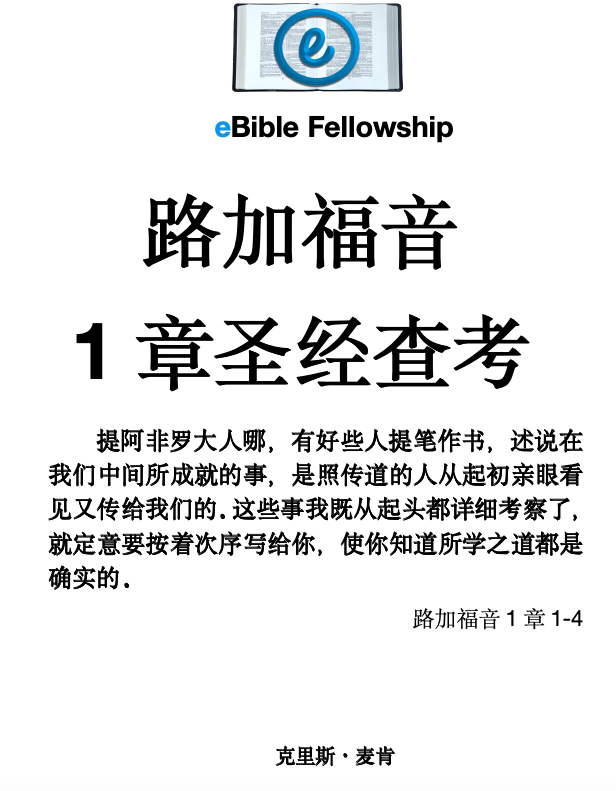 e
eBible Fellowship
路加福音
1 章圣经查考
提阿非罗大人哪，有好些人提笔作书，述说在
我们中间所成就的事，是照传道的人从起初亲眼看
见又传给我们的．这些事我既从起头都详细考察了，
就定意要按着次序写给你，使你知道所学之道都是
确实的．
路加福音 1 章 1-4
克里斯·麦肯